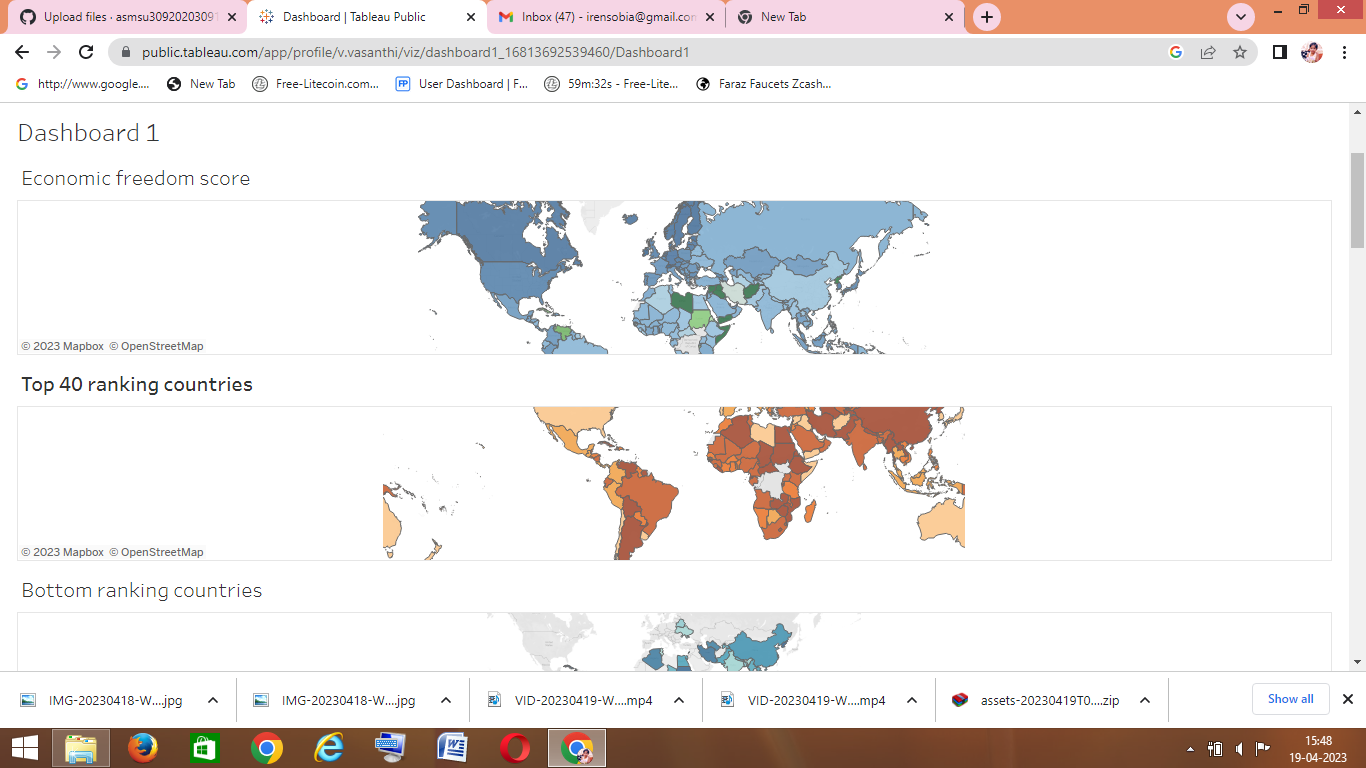 Upload files · asmsu30920203091
Dashboard | Tableau Public
Inbox (47) - irensobia@gmail.con
New Tab
public.tableau.com/app/profile/v.vasanthi/viz/dashboard1_16813692539460/Dashboard1
http://www.google....
New Tab
Free-Litecoin.com...
User Dashboard | F...
59m:32s - Free-Lite...
Faraz Faucets Zcash...
Dashboard 1
Economic freedom score
© 2023 Mapbox © OpenStreetMap
Top 40 ranking countries
© 2023 Mapbox © OpenStreetMap
Bottom ranking countries
IMG-20230418-W....jpg
IMG-20230418-W....jpg
VID-20230419-W....mp4
VID-20230419-W....mp4
assets-20230419T0....zip
Show all
15:48
19-04-2023